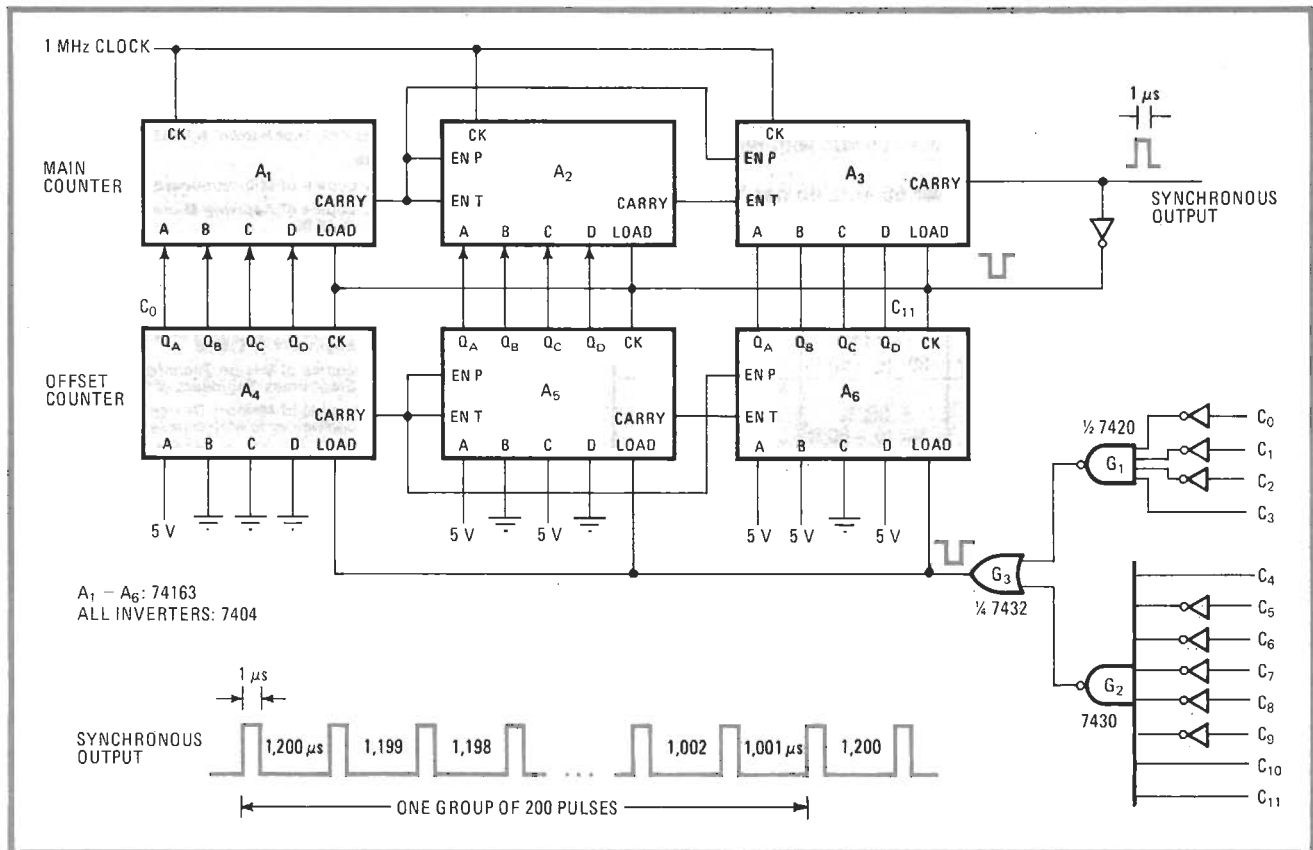 1 MHz CLOCK
1 µs
CK
CK
CK
MAIN COUNTER
A1
EN P
A2
EN P
A3
CARRY
EN T
CARRY
EN T
CARRY
SYNCHRONOUS OUTPUT
A B C D LOAD
A B C D LOAD
A B C D LOAD
C0
C11
QA QB QC QD CK
QA QB QC QD CK
QA QB QC QD CK
OFFSET COUNTER
A4
EN P
A5
EN P
A6
CARRY
EN T
CARRY
EN T
A B C D LOAD
A B C D LOAD
A B C D LOAD
5 V
5 V
5 V
5 V
5 V
5 V
½ 7420
G1
C0
C1
C2
C3
G3
¼ 7432
G2
7430
C4
C5
C6
C7
C8
C9
C10
C11
A1 – A6: 74163
ALL INVERTERS: 7404
1 µs
SYNCHRONOUS OUTPUT
1,200 µs
1,199
1,198
...
1,002
1,001 µs
1,200
ONE GROUP OF 200 PULSES